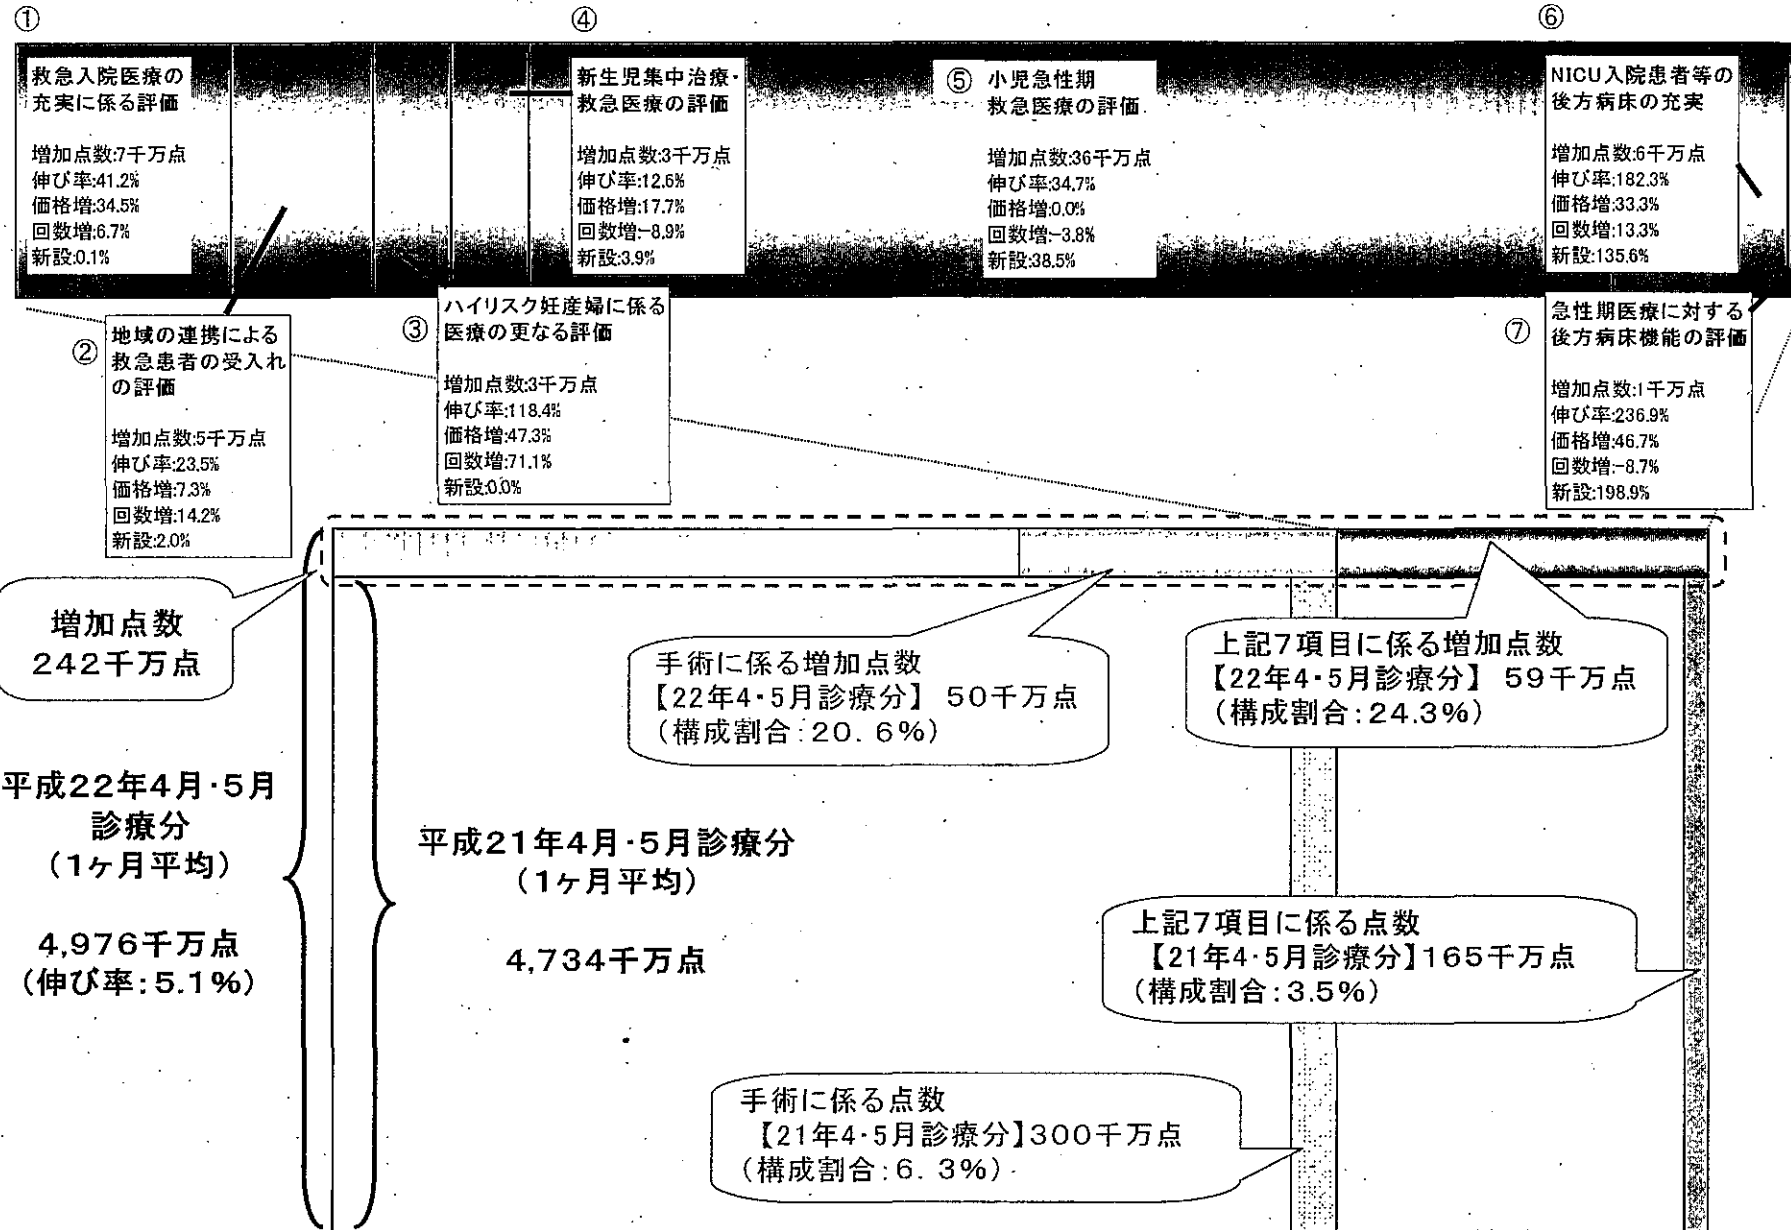 ①
救急入院医療の
充実に係る評価
増加点数:7千万点
伸び率:41.2%
価格増:34.5%
回数増:6.7%
新設:0.1%
②
地域の連携による
救急患者の受入れ
の評価
増加点数:5千万点
伸び率:23.5%
価格増:7.3%
回数増:14.2%
新設:2.0%
③
ハイリスク妊産婦に係る
医療の更なる評価
増加点数:3千万点
伸び率:118.4%
価格増:47.3%
回数増:71.1%
新設:0.0%
④
新生児集中治療・
救急医療の評価
増加点数:3千万点
伸び率:12.6%
価格増:17.7%
回数増:-8.9%
新設:3.9%
⑤
小児急性期
救急医療の評価
増加点数:36千万点
伸び率:34.7%
価格増:0.0%
回数増:-3.8%
新設:38.5%
⑥
NICU入院患者等の
後方病床の充実
増加点数:6千万点
伸び率:182.3%
価格増:33.3%
回数増:13.3%
新設:135.6%
⑦
急性期医療に対する
後方病床機能の評価
増加点数:1千万点
伸び率:236.9%
価格増:46.7%
回数増:-8.7%
新設:198.9%
増加点数
242千万点
手術に係る増加点数
【22年4・5月診療分】 50千万点
(構成割合:20.6%)
上記7項目に係る増加点数
【22年4・5月診療分】 59千万点
(構成割合:24.3%)
平成22年4月・5月
診療分
(1ヶ月平均)
4,976千万点
(伸び率:5.1%)
平成21年4月・5月診療分
(1ヶ月平均)
4,734千万点
上記7項目に係る点数
【21年4・5月診療分】165千万点
(構成割合:3.5%)
手術に係る点数
【21年4・5月診療分】300千万点
(構成割合:6.3%)